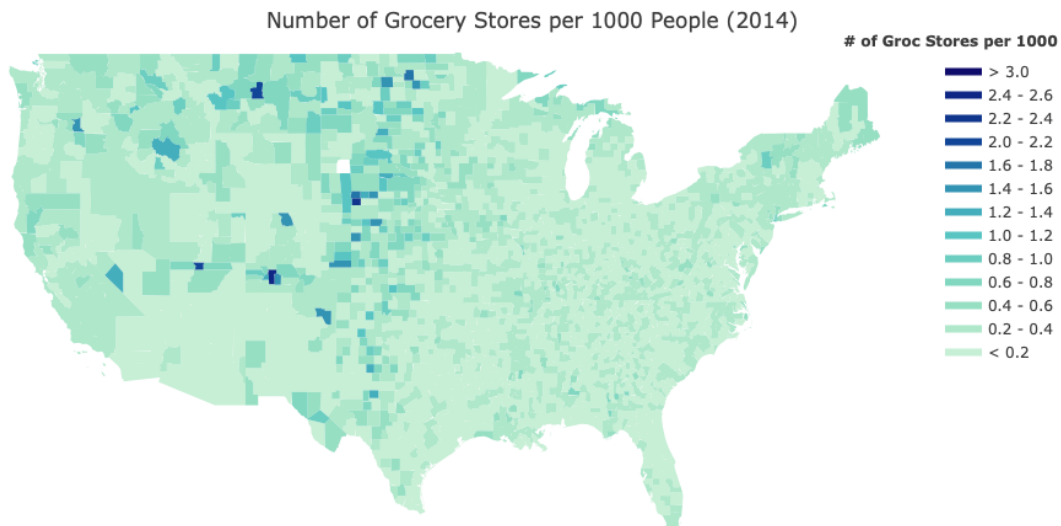 Number of Grocery Stores per 1000 People (2014)
# of Groc Stores per 1000
> 3.0
2.4 - 2.6
2.2 - 2.4
2.0 - 2.2
1.6 - 1.8
1.4 - 1.6
1.2 - 1.4
1.0 - 1.2
0.8 - 1.0
0.6 - 0.8
0.4 - 0.6
0.2 - 0.4
< 0.2